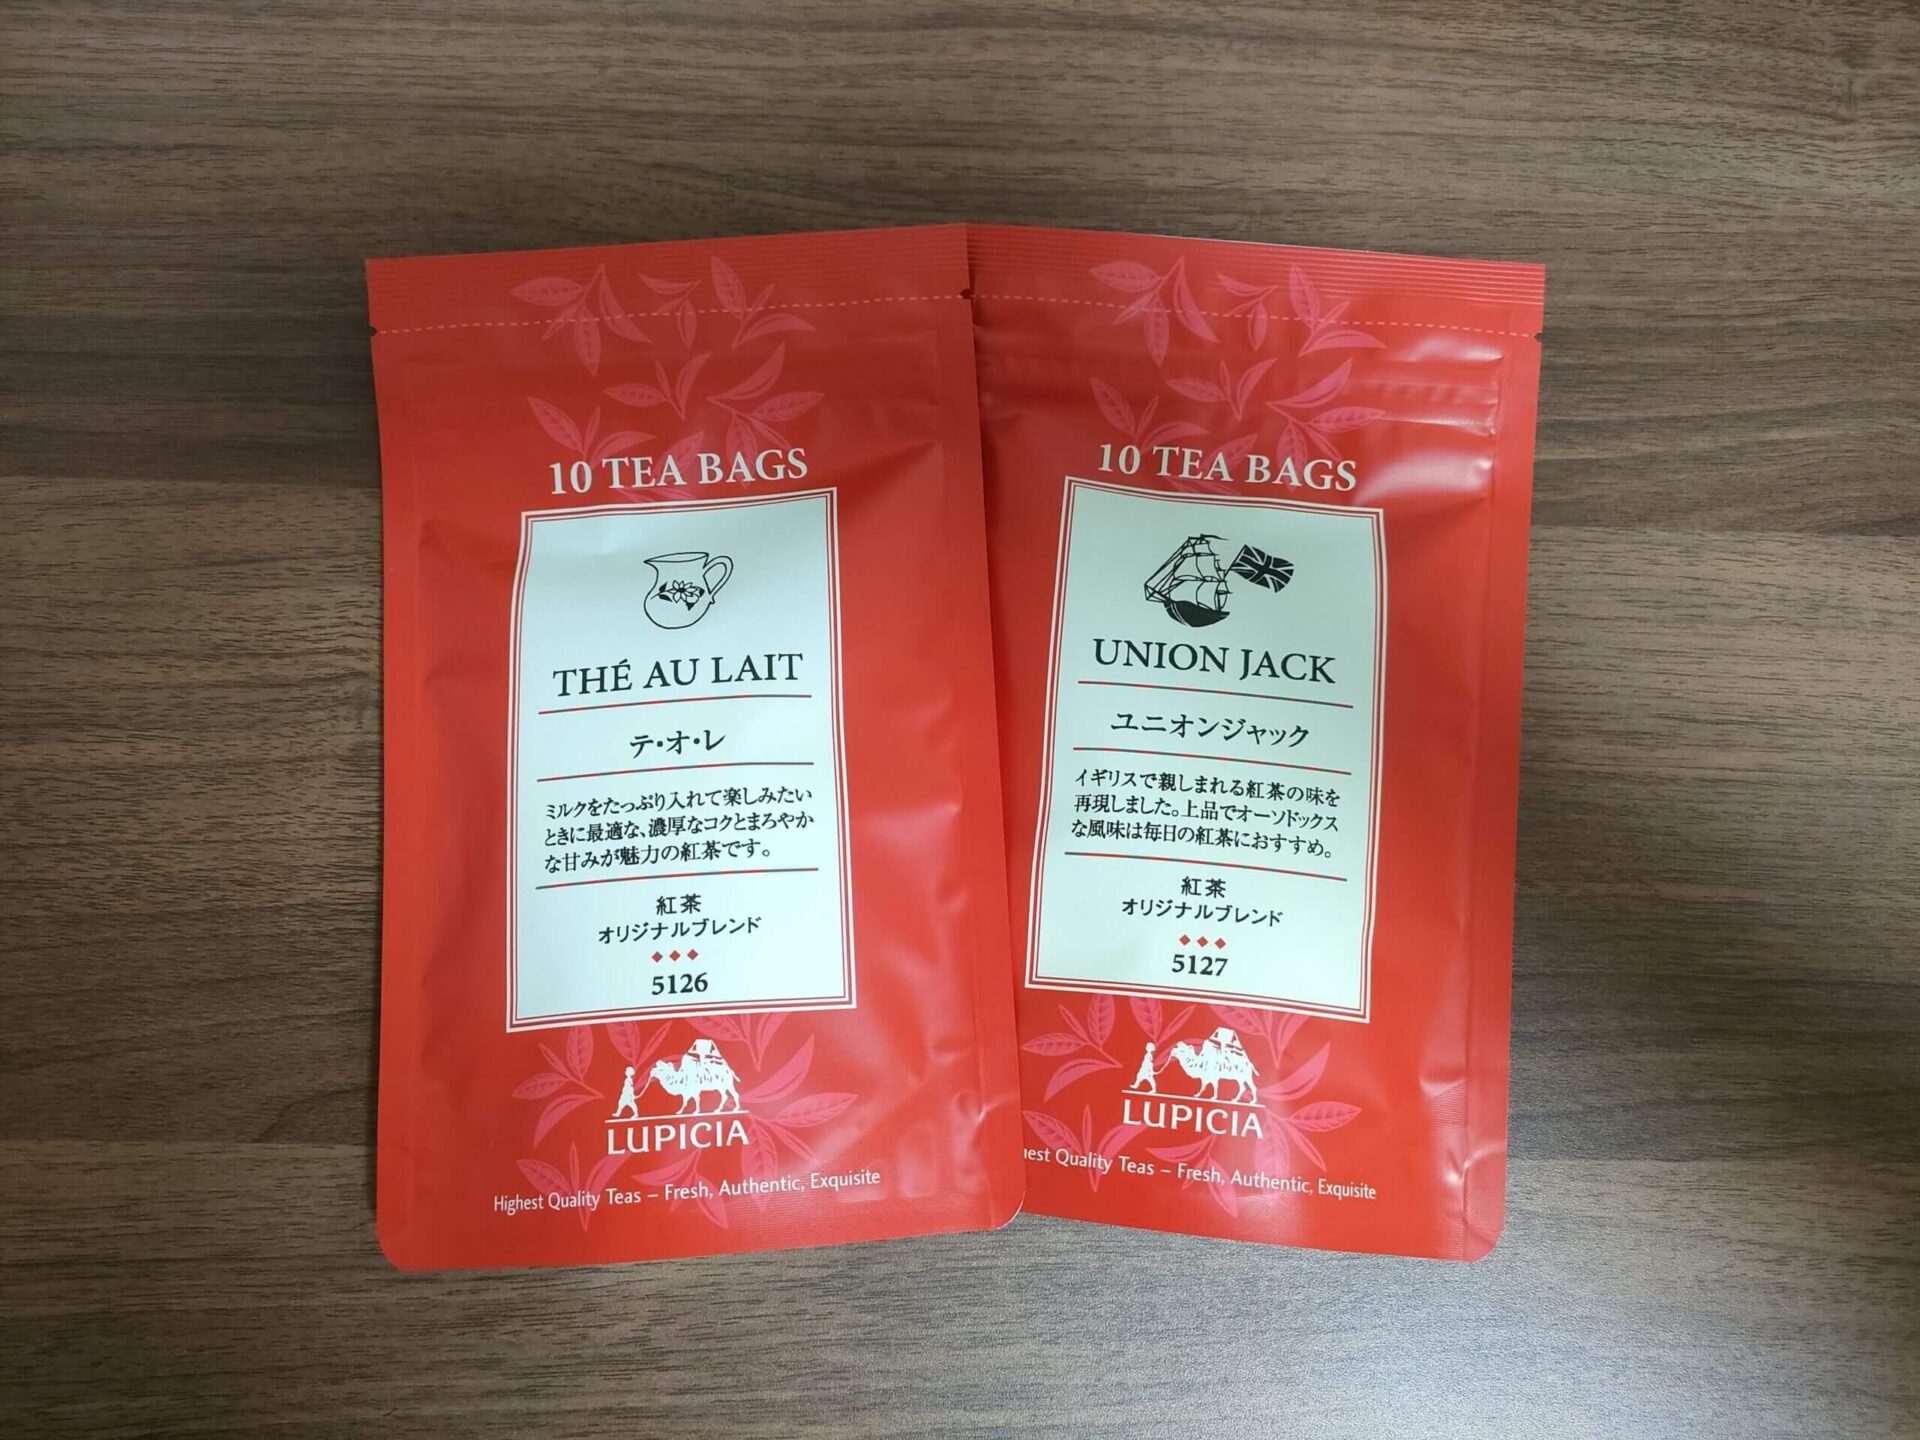 10 TEA BAGS
THÉ AU LAIT
テ・オ・レ
ミルクをたっぷり入れて楽しみたい
ときに最適な、濃厚なコクとまろやか
な甘みが魅力の紅茶です。
紅茶
オリジナルブレンド
5126
LUPICIA
Highest Quality Teas – Fresh, Authentic, Exquisite
10 TEA BAGS
UNION JACK
ユニオンジャック
イギリスで親しまれる紅茶の味を
再現しました。上品でオーソドックス
な風味は毎日の紅茶におすすめ。
紅茶
オリジナルブレンド
5127
LUPICIA
Quality Teas – Fresh, Authentic, Exquisite